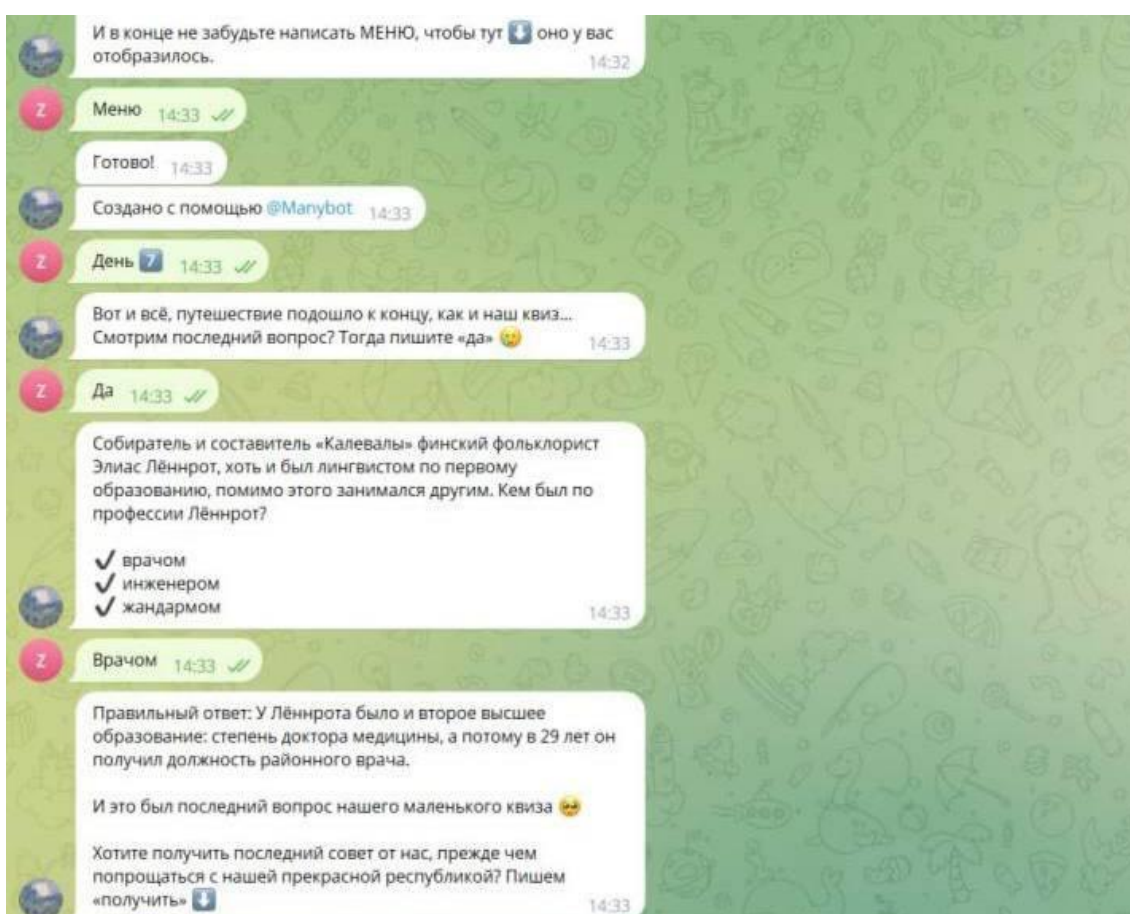 И в конце не забудьте написать МЕНЮ, чтобы тут ⬇️ оно у вас
отобразилось.
14:32
Z
Меню 14:33
Готово! 14:33
Создано с помощью @Manybot 14:33
Z
День 7️⃣ 14:33
Вот и всё, путешествие подошло к концу, как и наш квиз...
Смотрим последний вопрос? Тогда пишите «да» 🥲
14:33
Z
Да 14:33
Собиратель и составитель «Калевалы» финский фольклорист
Элиас Лённрот, хоть и был лингвистом по первому
образованию, помимо этого занимался другим. Кем был по
профессии Лённрот?
✔️ врачом
✔️ инженером
✔️ жандармом
14:33
Z
Врачом 14:33
Правильный ответ: У Лённрота было и второе высшее
образование: степень доктора медицины, а потому в 29 лет он
получил должность районного врача.
И это был последний вопрос нашего маленького квиза 🥹
Хотите получить последний совет от нас, прежде чем
попрощаться с нашей прекрасной республикой? Пишем
«получить» ⬇️
14:33